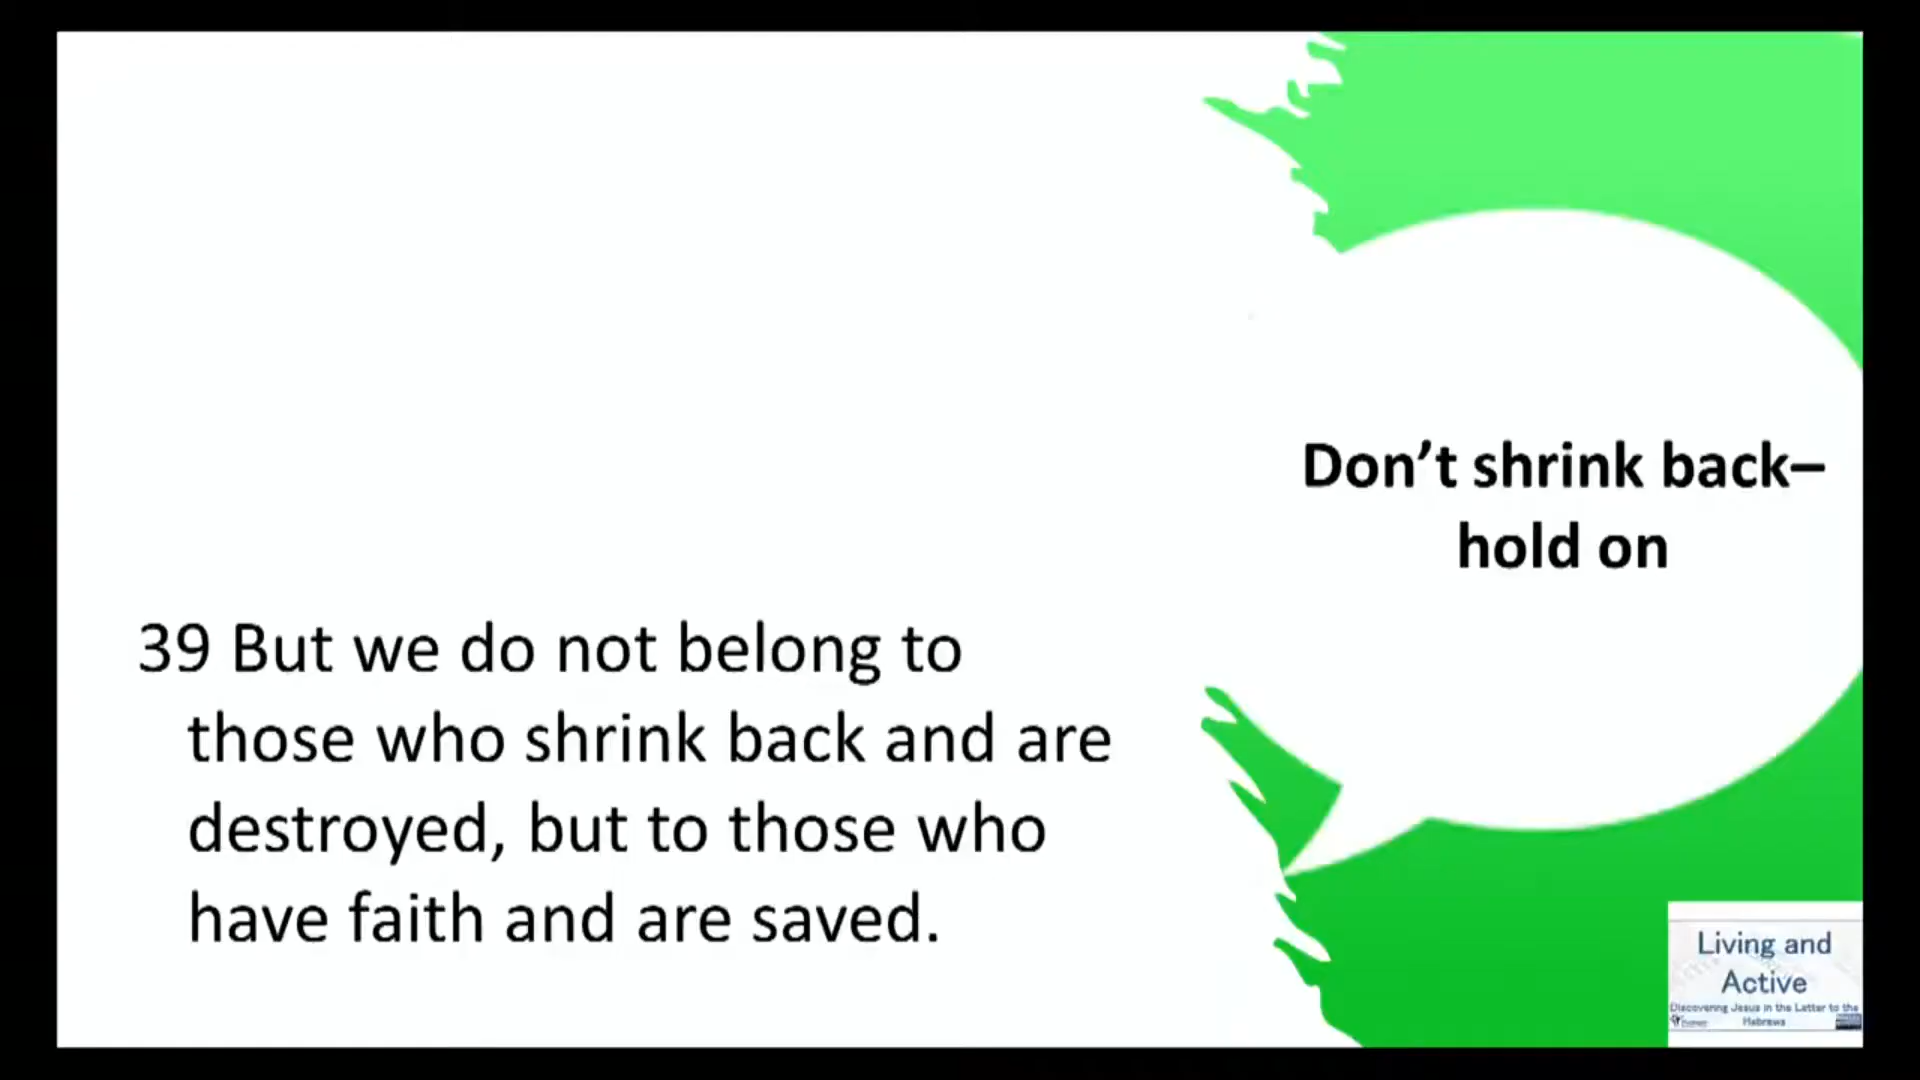 Don’t shrink back–
hold on
39 But we do not belong to
those who shrink back and are
destroyed, but to those who
have faith and are saved.
Living and
Active
Discovering Jesus in the Letter to the
Hebrews